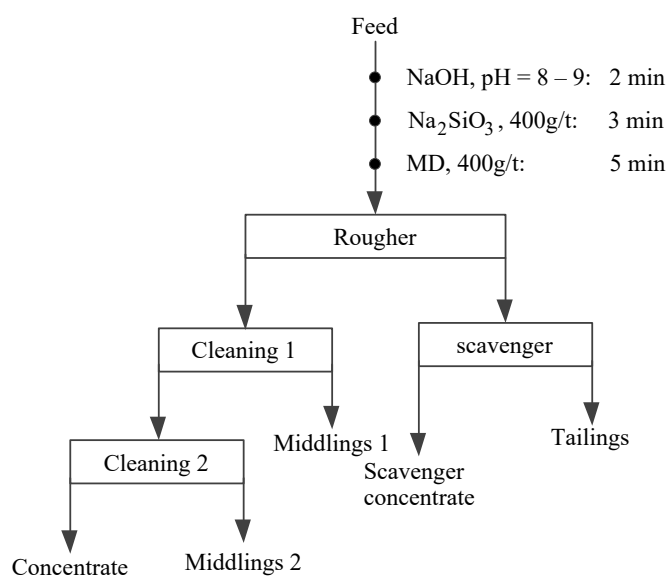 Feed
NaOH, pH = 8 – 9: 2 min
Na₂SiO₃, 400g/t: 3 min
MD, 400g/t: 5 min
Rougher
Cleaning 1
scavenger
Middlings 1
Tailings
Cleaning 2
Scavenger
concentrate
Concentrate
Middlings 2